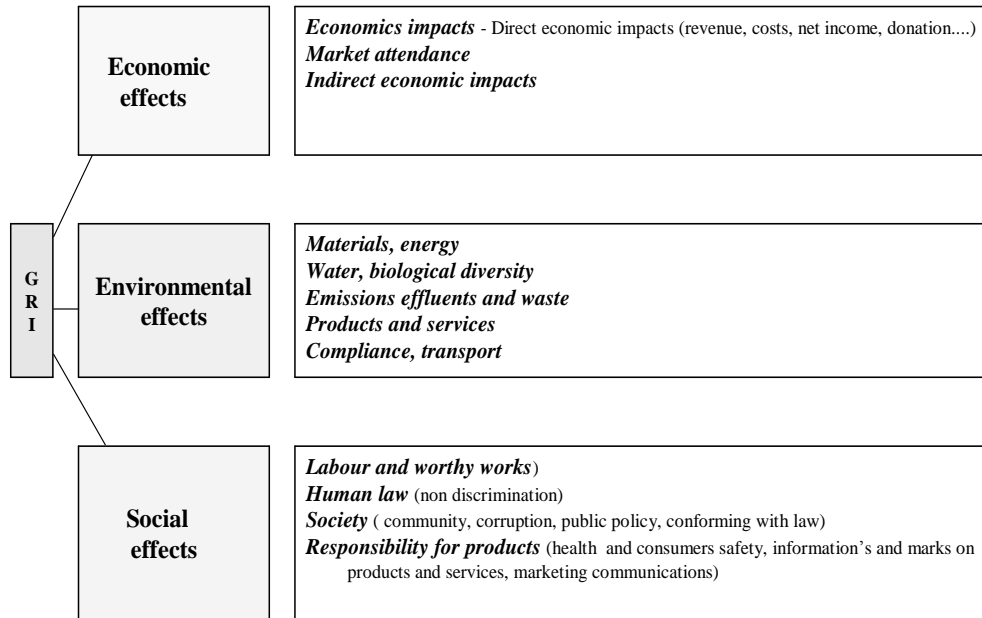 Economic
effects
Economics impacts - Direct economic impacts (revenue, costs, net income, donation....)
Market attendance
Indirect economic impacts
G
R
I
Environmental
effects
Materials, energy
Water, biological diversity
Emissions effluents and waste
Products and services
Compliance, transport
Social
effects
Labour and worthy works)
Human law (non discrimination)
Society ( community, corruption, public policy, conforming with law)
Responsibility for products (health and consumers safety, information’s and marks on
products and services, marketing communications)